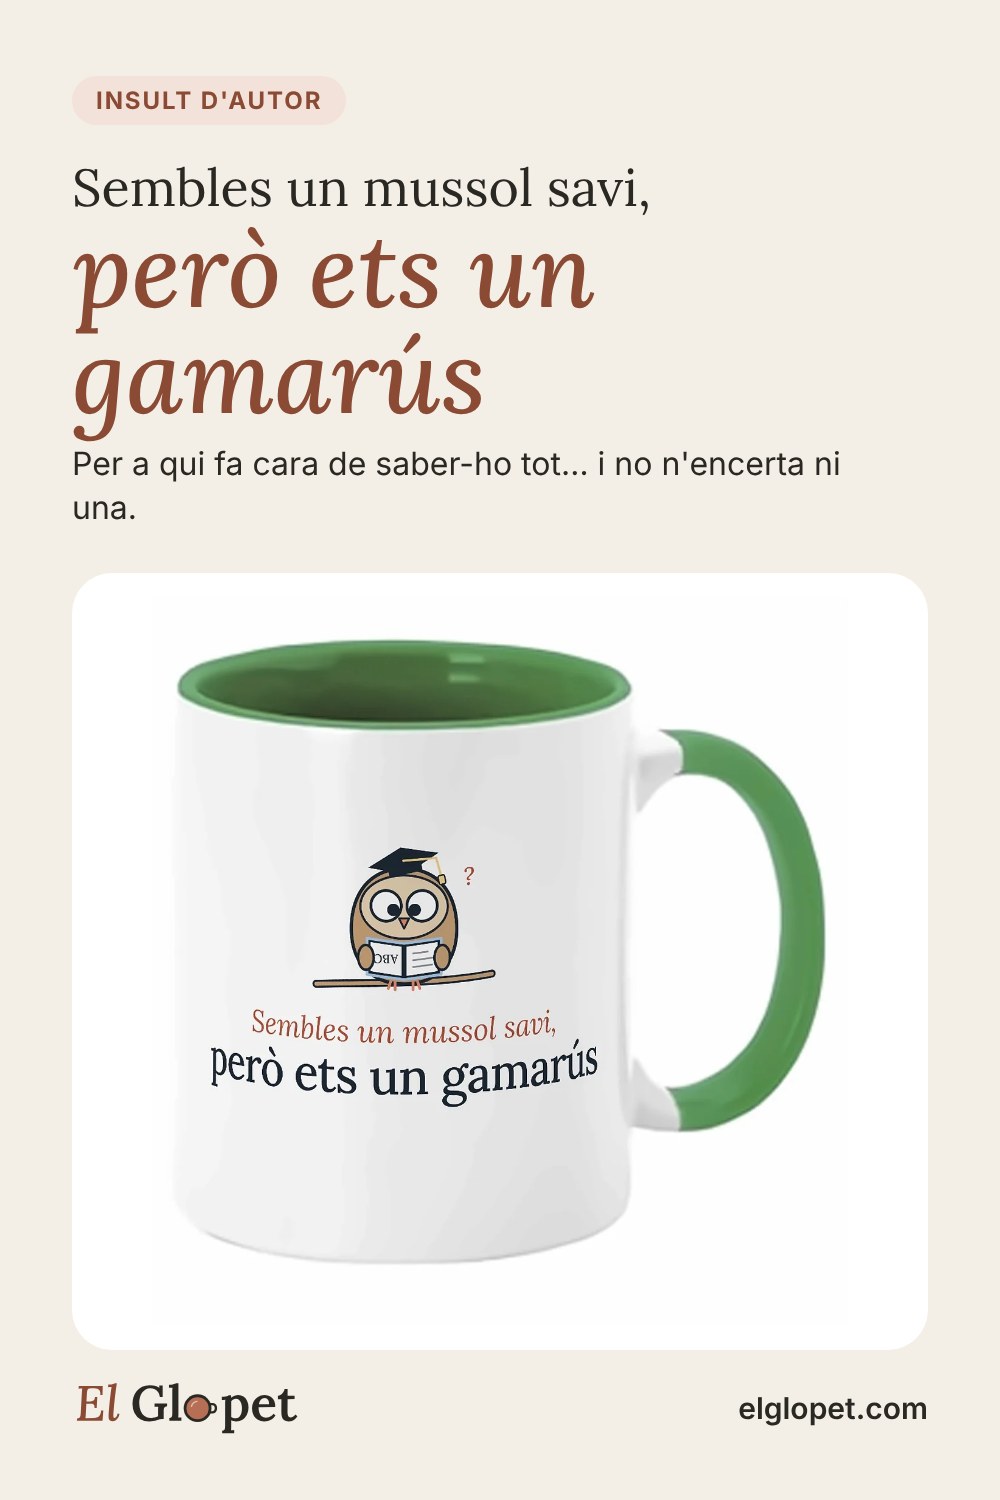 INSULT D'AUTOR
Sembles un mussol savi,
però ets un
gamarús
Per a qui fa cara de saber-ho tot... i no n'encerta ni
una.
?
ABC
Sembles un mussol savi,
però ets un gamarús
El Glopet
elglopet.com